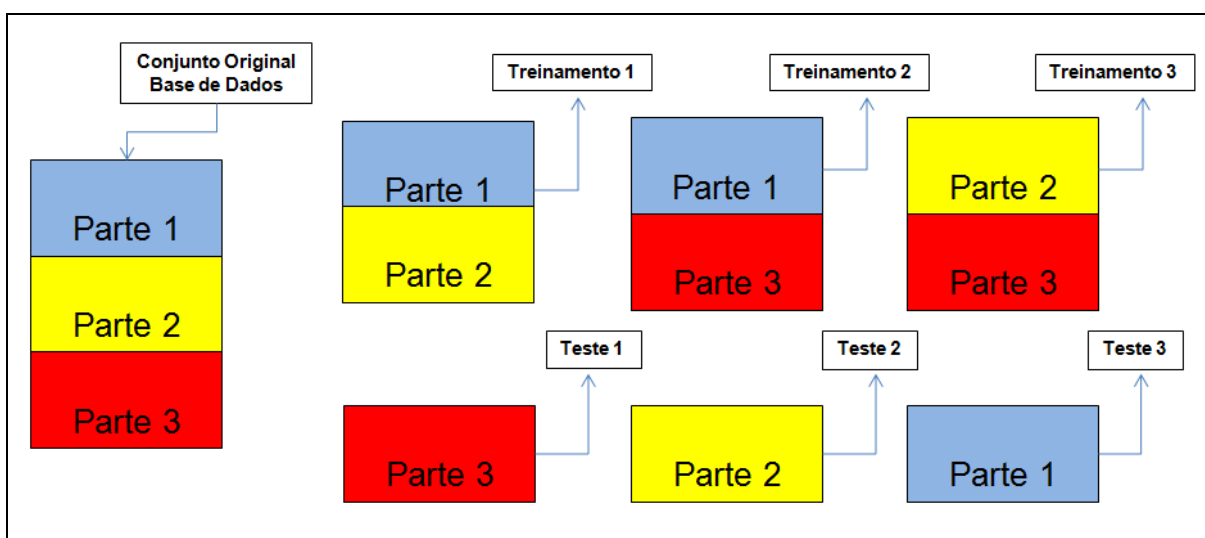 Conjunto Original
Base de Dados
Parte 1
Parte 2
Parte 3
Treinamento 1
Parte 1
Parte 2
Treinamento 2
Parte 1
Parte 3
Treinamento 3
Parte 2
Parte 3
Teste 1
Parte 3
Teste 2
Parte 2
Teste 3
Parte 1